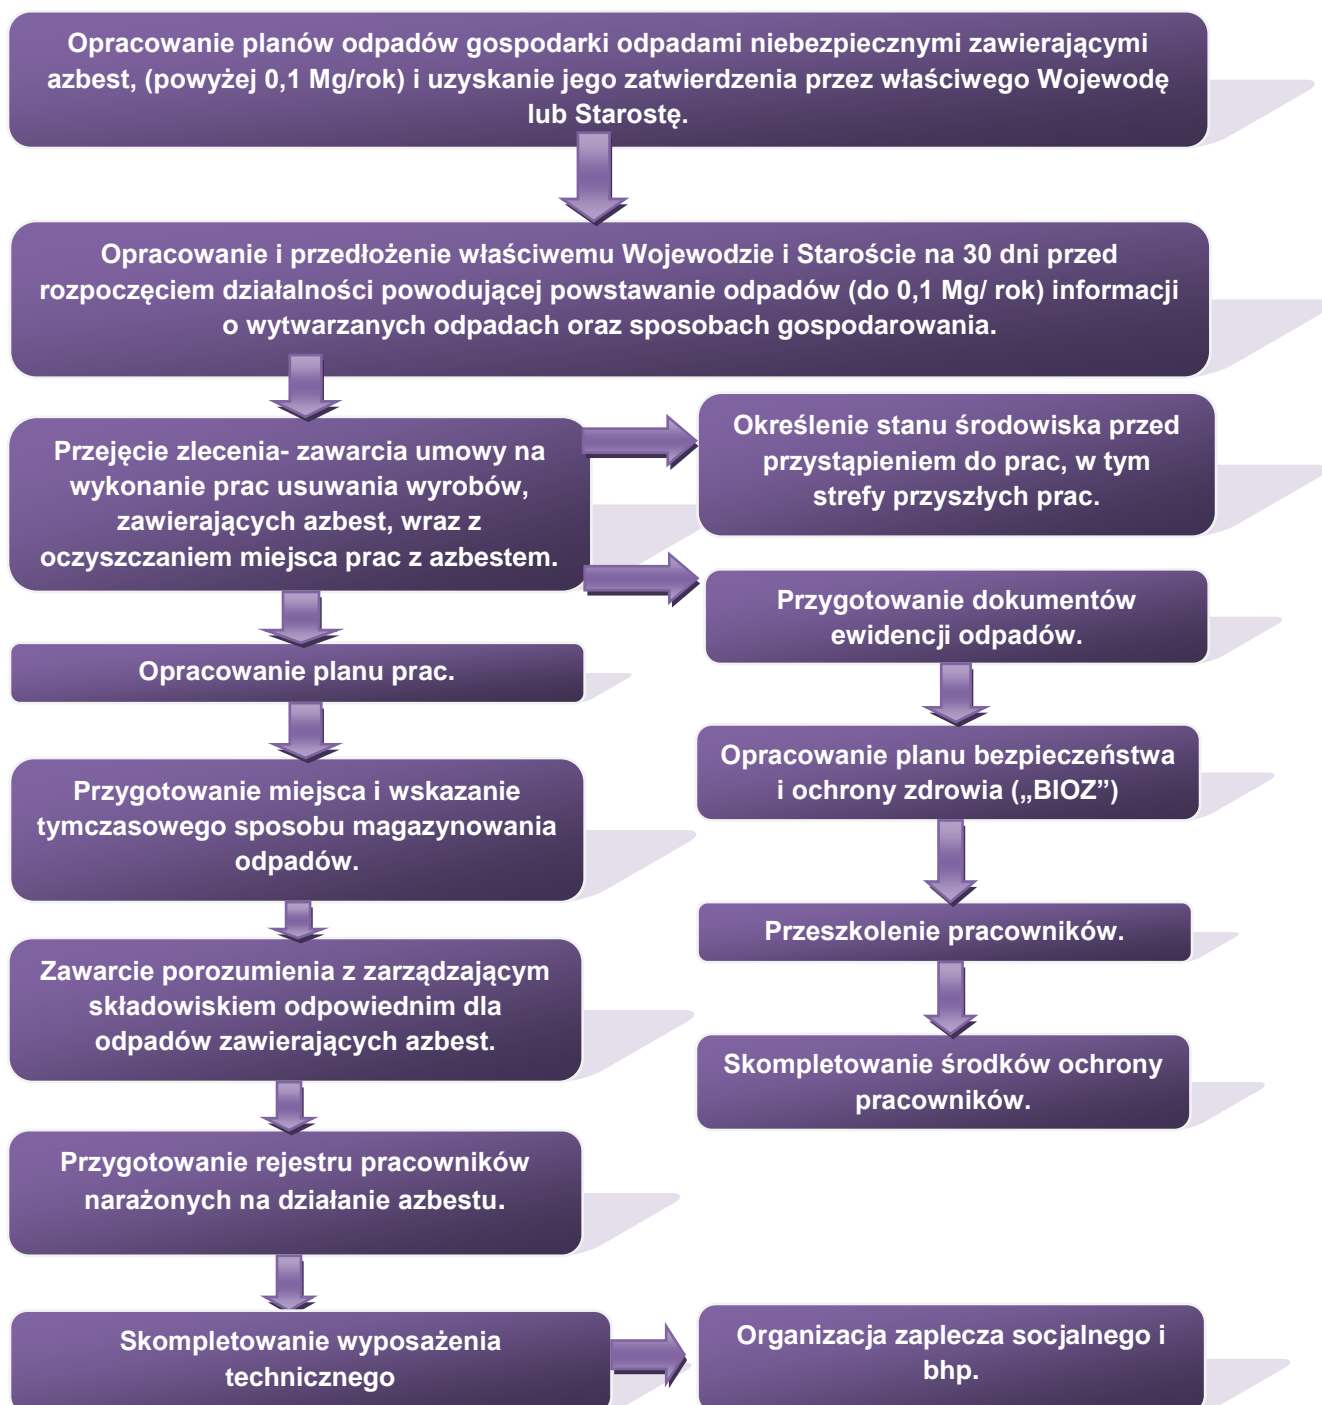 Opracowanie planów odpadów gospodarki odpadami niebezpiecznymi zawierającymi
azbest, (powyżej 0,1 Mg/rok) i uzyskanie jego zatwierdzenia przez właściwego Wojewodę
lub Starostę.
Opracowanie i przedłożenie właściwemu Wojewodzie i Staroście na 30 dni przed
rozpoczęciem działalności powodującej powstawanie odpadów (do 0,1 Mg/ rok) informacji
o wytwarzanych odpadach oraz sposobach gospodarowania.
Przejęcie zlecenia- zawarcia umowy na
wykonanie prac usuwania wyrobów,
zawierających azbest, wraz z
oczyszczaniem miejsca prac z azbestem.
Określenie stanu środowiska przed
przystąpieniem do prac, w tym
strefy przyszłych prac.
Przygotowanie dokumentów
ewidencji odpadów.
Opracowanie planu prac.
Opracowanie planu bezpieczeństwa
i ochrony zdrowia („BIOZ”)
Przygotowanie miejsca i wskazanie
tymczasowego sposobu magazynowania
odpadów.
Przeszkolenie pracowników.
Zawarcie porozumienia z zarządzającym
składowiskiem odpowiednim dla
odpadów zawierających azbest.
Skompletowanie środków ochrony
pracowników.
Przygotowanie rejestru pracowników
narażonych na działanie azbestu.
Skompletowanie wyposażenia
technicznego
Organizacja zaplecza socjalnego i
bhp.